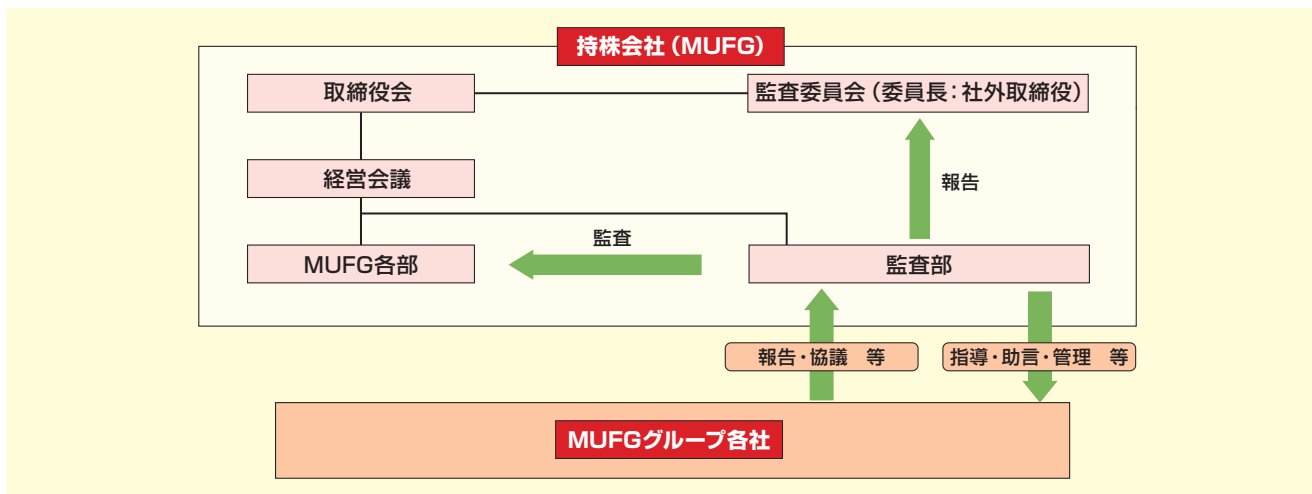 持株会社(MUFG)
取締役会
監査委員会(委員長:社外取締役)
経営会議
報告
監査
MUFG各部
監査部
報告・協議 等
指導・助言・管理 等
MUFGグループ各社